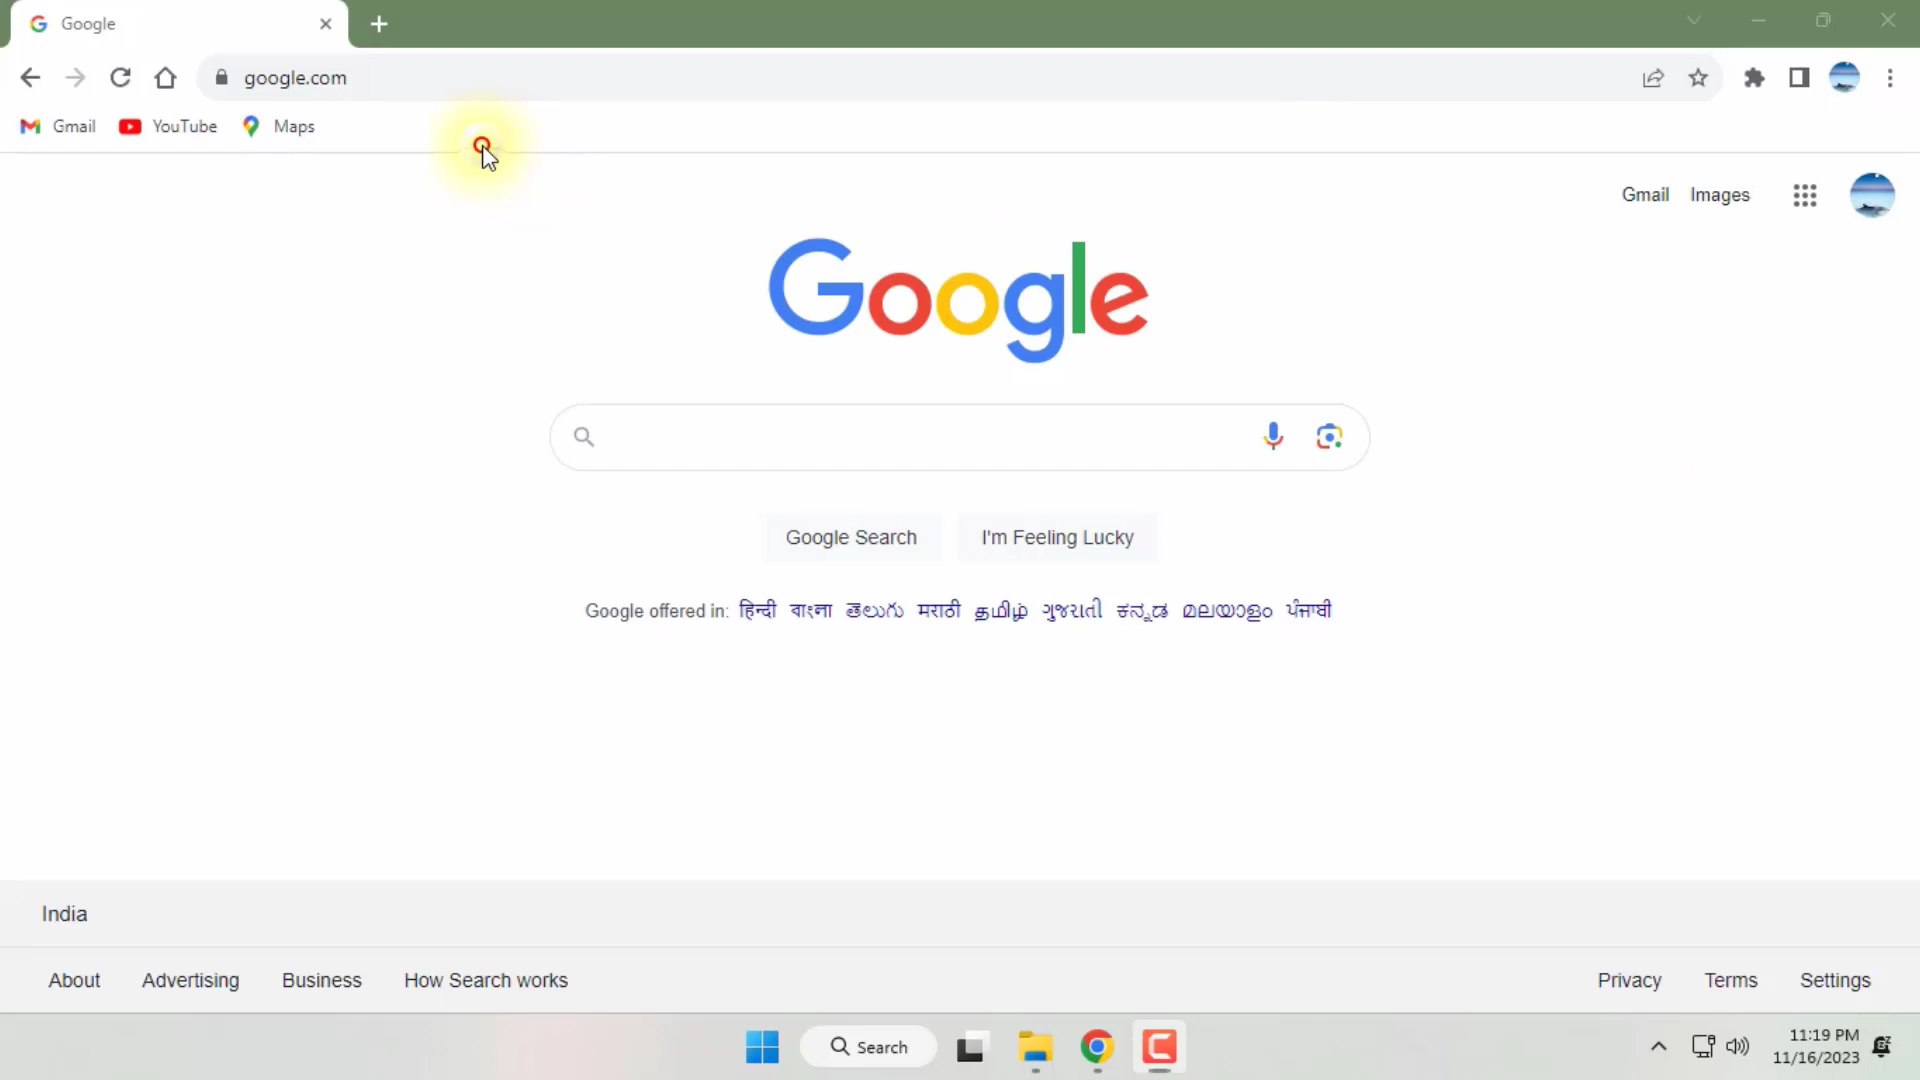 Google
google.com
Gmail YouTube Maps
Gmail Images
Google
Google Search I'm Feeling Lucky
Google offered in: हिन्दी বাংলা తెలుగు मराठी தமிழ் ગુજરાતી ಕನ್ನಡ മലയാളം ਪੰਜਾਬੀ
India
About Advertising Business How Search works Privacy Terms Settings
Search
11:19 PM
11/16/2023